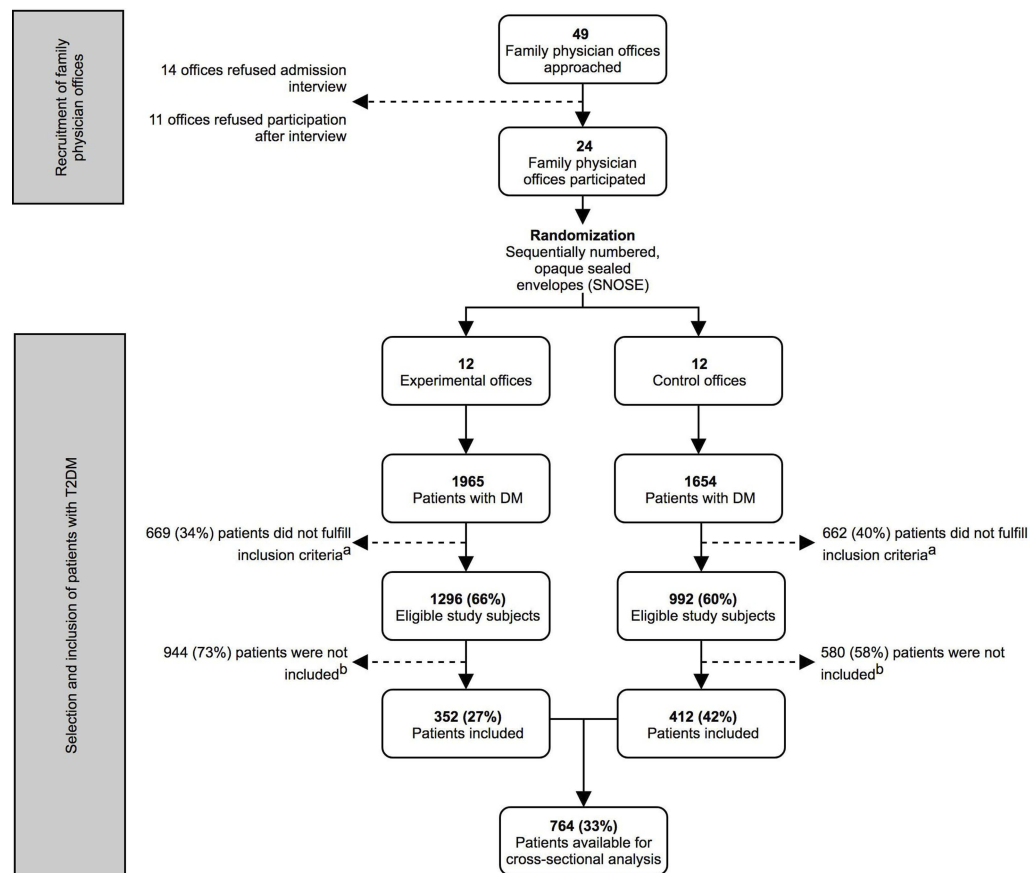 Recruitment of family
physician offices
49
Family physician offices
approached
14 offices refused admission
interview
11 offices refused participation
after interview
24
Family physician
offices participated
Randomization
Sequentially numbered,
opaque sealed
envelopes (SNOSE)
Selection and inclusion of patients with T2DM
12
Experimental offices
12
Control offices
1965
Patients with DM
1654
Patients with DM
669 (34%) patients did not fulfill
inclusion criteriaa
662 (40%) patients did not fulfill
inclusion criteriaa
1296 (66%)
Eligible study subjects
992 (60%)
Eligible study subjects
944 (73%) patients were not
includedb
580 (58%) patients were not
includedb
352 (27%)
Patients included
412 (42%)
Patients included
764 (33%)
Patients available for
cross-sectional analysis